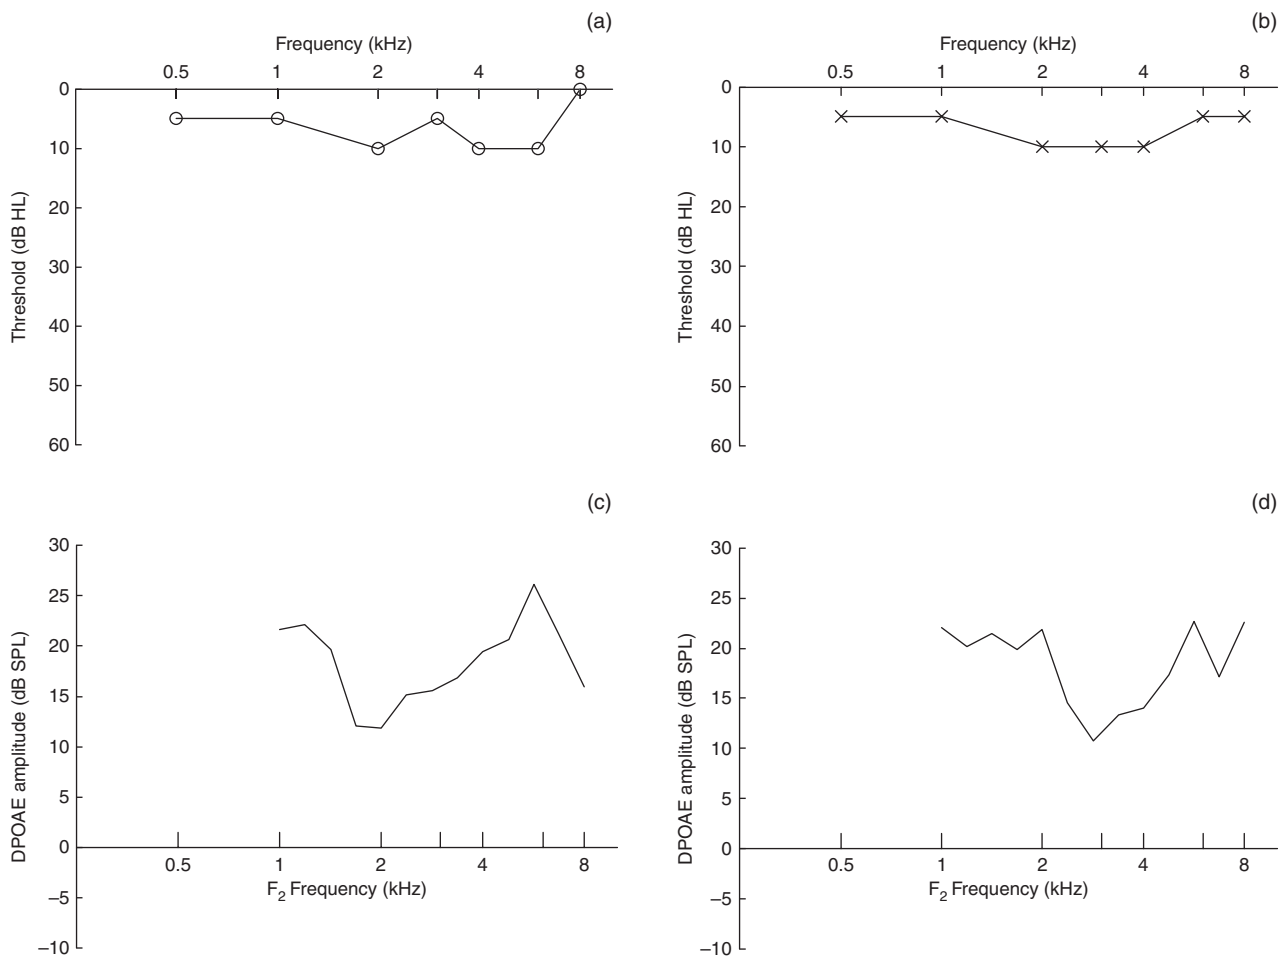 (a)
Frequency (kHz)
0.5 1 2 4 8
0
10
20
30
40
50
60
Threshold (dB HL)
(b)
Frequency (kHz)
0.5 1 2 4 8
0
10
20
30
40
50
60
Threshold (dB HL)
(c)
30
25
20
15
10
5
0
–5
–10
DPOAE amplitude (dB SPL)
0.5 1 2 4 8
F2 Frequency (kHz)
(d)
30
25
20
15
10
5
0
–5
–10
DPOAE amplitude (dB SPL)
0.5 1 2 4 8
F2 Frequency (kHz)